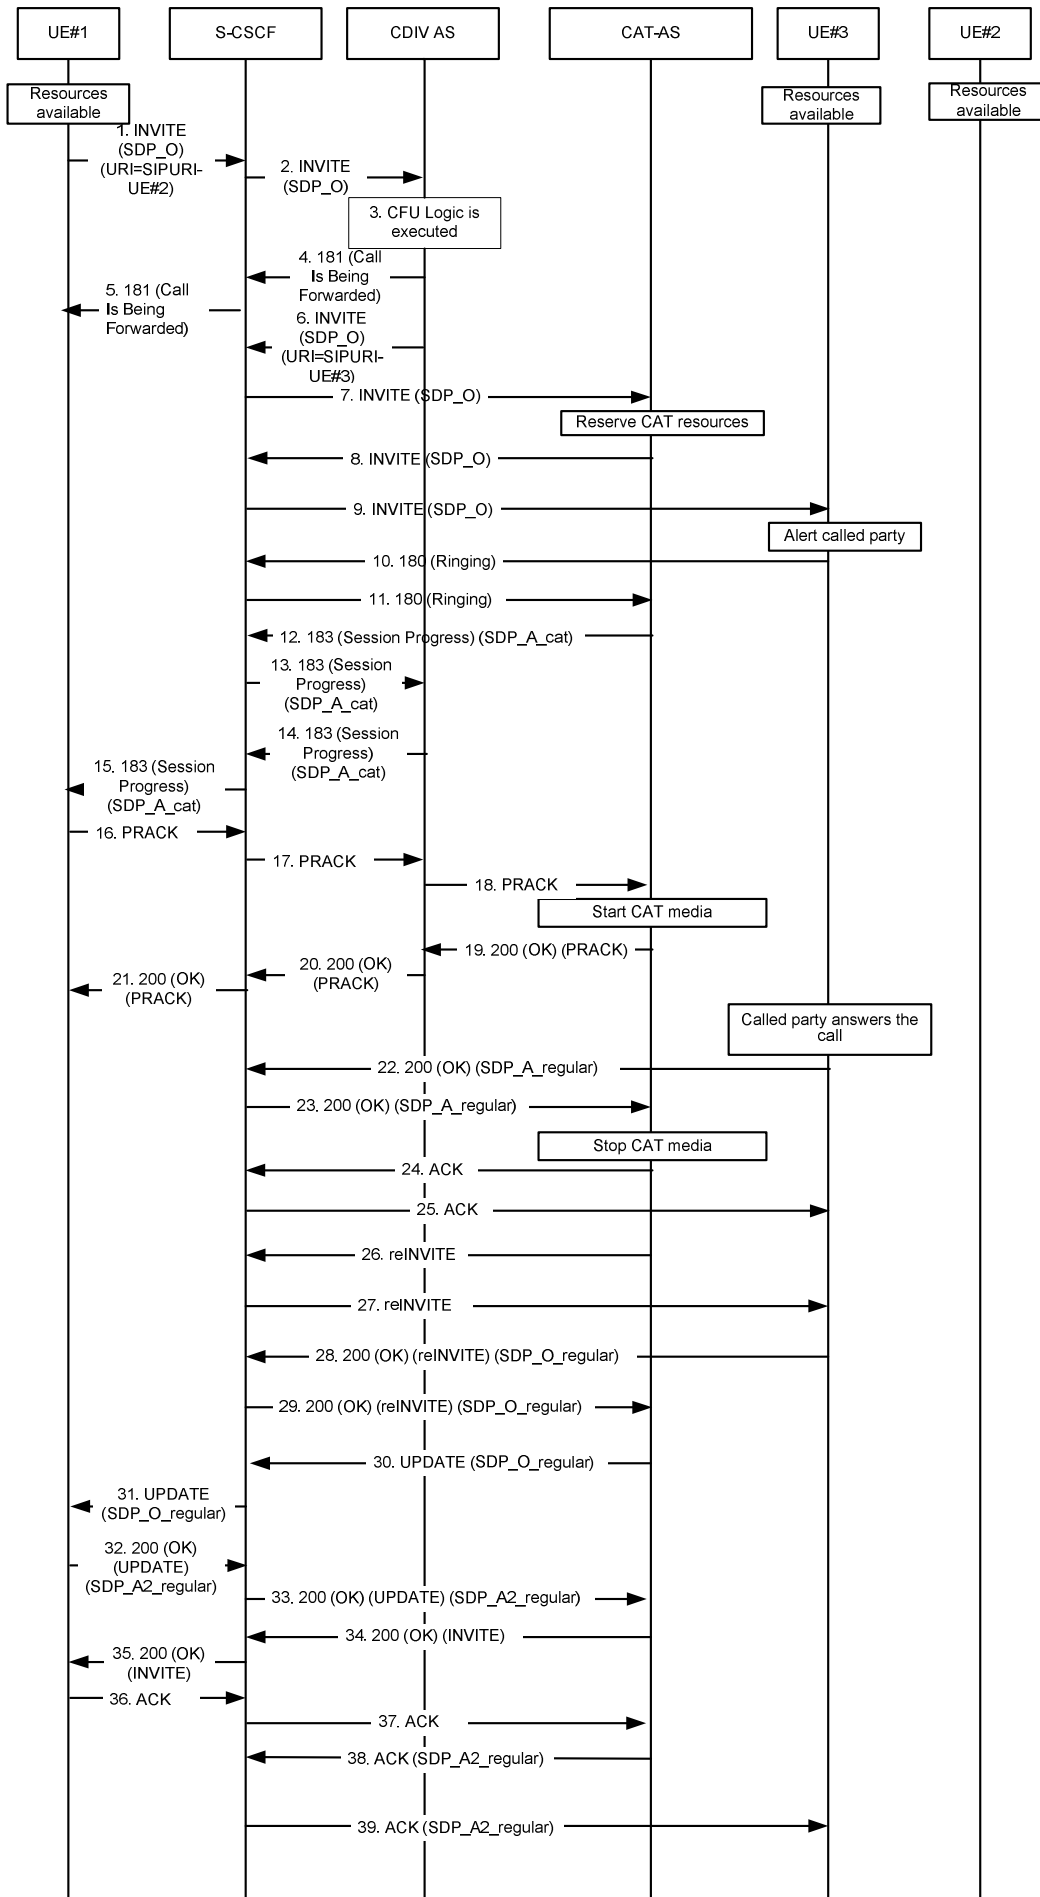 UE#1
S-CSCF
CDIV AS
CAT-AS
UE#3
UE#2
Resources
available
Resources
available
Resources
available
1. INVITE
(SDP_O)
(URI=SIPURI-
UE#2)
2. INVITE
(SDP_O)
3. CFU Logic is
executed
4. 181 (Call
Is Being
Forwarded)
5. 181 (Call
Is Being
Forwarded)
6. INVITE
(SDP_O)
(URI=SIPURI-
UE#3)
7. INVITE (SDP_O)
Reserve CAT resources
8. INVITE (SDP_O)
9. INVITE (SDP_O)
Alert called party
10. 180 (Ringing)
11. 180 (Ringing)
12. 183 (Session Progress) (SDP_A_cat)
13. 183 (Session
Progress)
(SDP_A_cat)
14. 183 (Session
Progress)
(SDP_A_cat)
15. 183 (Session
Progress)
(SDP_A_cat)
16. PRACK
17. PRACK
18. PRACK
Start CAT media
19. 200 (OK) (PRACK)
20. 200 (OK)
(PRACK)
21. 200 (OK)
(PRACK)
Called party answers the
call
22. 200 (OK) (SDP_A_regular)
23. 200 (OK) (SDP_A_regular)
Stop CAT media
24. ACK
25. ACK
26. reINVITE
27. reINVITE
28. 200 (OK) (reINVITE) (SDP_O_regular)
29. 200 (OK) (reINVITE) (SDP_O_regular)
30. UPDATE (SDP_O_regular)
31. UPDATE
(SDP_O_regular)
32. 200 (OK)
(UPDATE)
(SDP_A2_regular)
33. 200 (OK) (UPDATE) (SDP_A2_regular)
34. 200 (OK) (INVITE)
35. 200 (OK)
(INVITE)
36. ACK
37. ACK
38. ACK (SDP_A2_regular)
39. ACK (SDP_A2_regular)